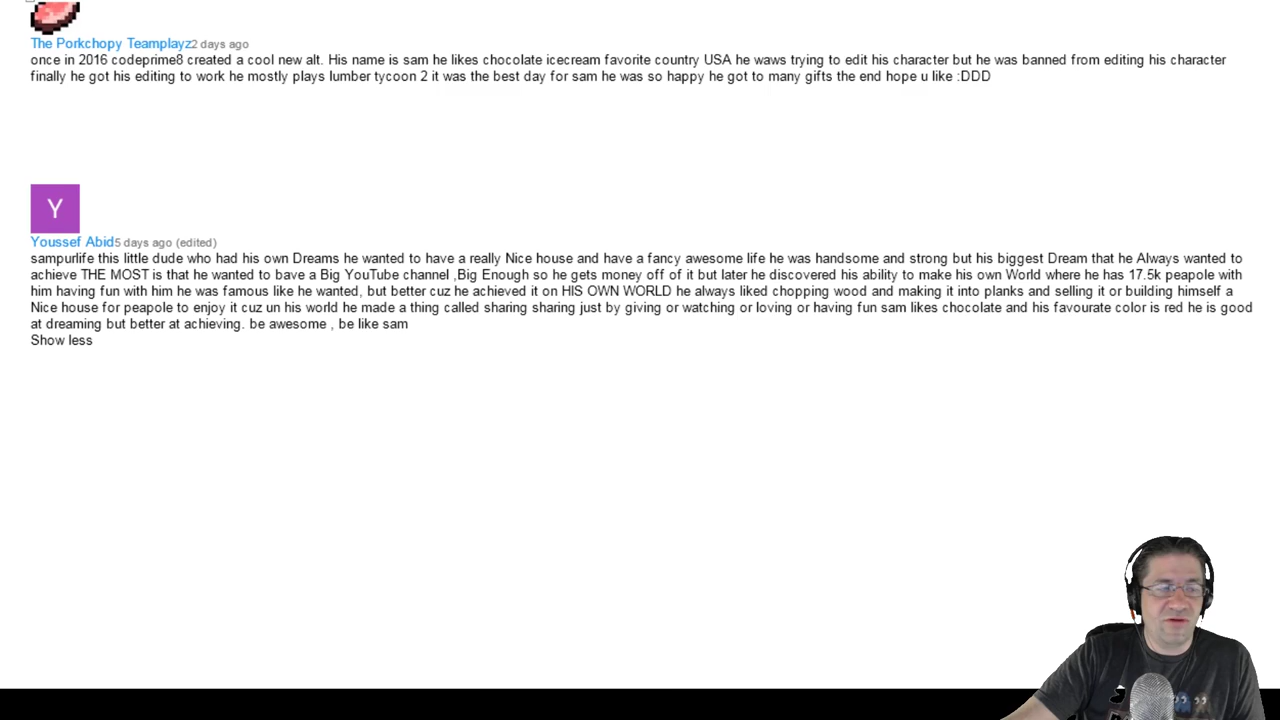 The Porkchopy Teamplayz2 days ago
once in 2016 codeprime8 created a cool new alt. His name is sam he likes chocolate icecream favorite country USA he waws trying to edit his character but he was banned from editing his character
finally he got his editing to work he mostly plays lumber tycoon 2 it was the best day for sam he was so happy he got to many gifts the end hope u like :DDD
Y
Youssef Abid5 days ago (edited)
sampurlife this little dude who had his own Dreams he wanted to have a really Nice house and have a fancy awesome life he was handsome and strong but his biggest Dream that he Always wanted to
achieve THE MOST is that he wanted to bave a Big YouTube channel ,Big Enough so he gets money off of it but later he discovered his ability to make his own World where he has 17.5k peapole with
him having fun with him he was famous like he wanted, but better cuz he achieved it on HIS OWN WORLD he always liked chopping wood and making it into planks and selling it or building himself a
Nice house for peapole to enjoy it cuz un his world he made a thing called sharing sharing just by giving or watching or loving or having fun sam likes chocolate and his favourate color is red he is good
at dreaming but better at achieving. be awesome , be like sam
Show less